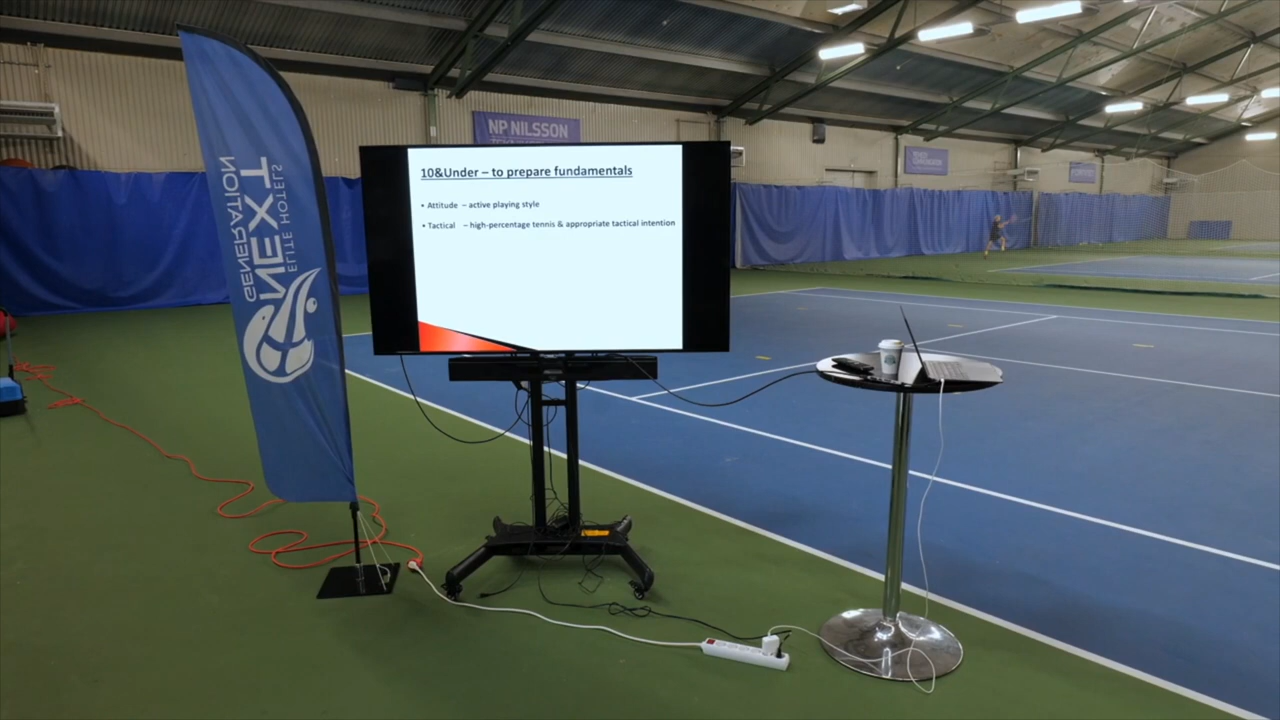 NP NILSSON
10&Under – to prepare fundamentals
• Attitude – active playing style
• Tactical – high-percentage tennis & appropriate tactical intention
GENERATION
NEXT
ELITE HOTELS